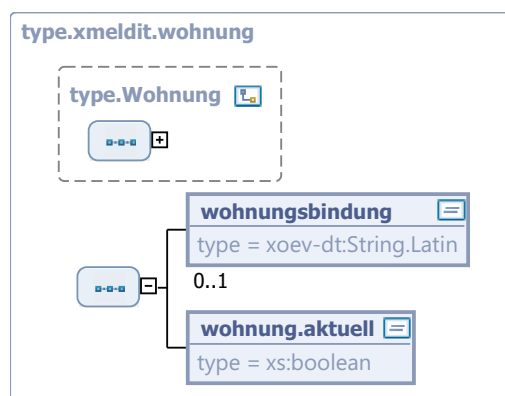 type.xmeldit.wohnung
type.Wohnung
wohnungsbindung
type = xoev-dt:String.Latin
0..1
wohnung.aktuell
type = xs:boolean